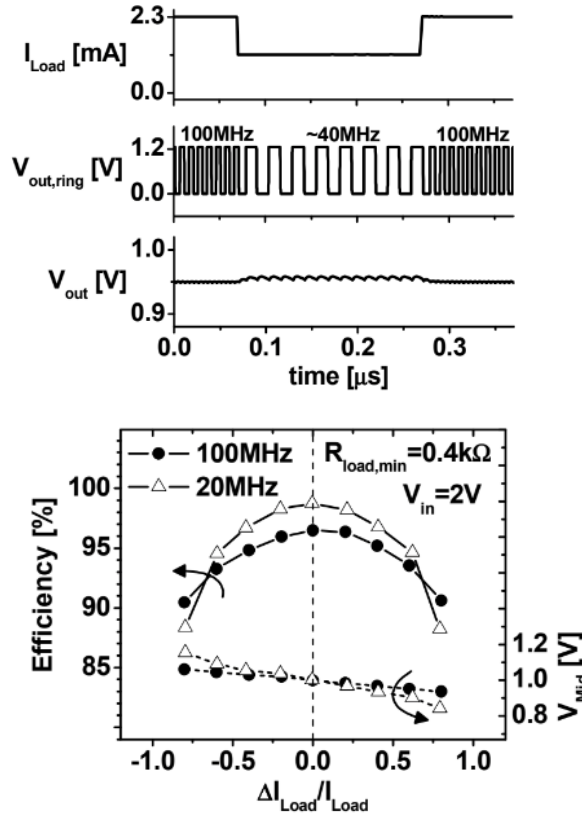 2.3
I_Load [mA]
0.0
100MHz ~40MHz 100MHz
1.2
V_out,ring [V]
0.0
1.0
V_out [V]
0.9
0.0 0.1 0.2 0.3
time [μs]
100MHz
20MHz
R_load,min=0.4kΩ
V_in=2V
100
95
90
85
Efficiency [%]
1.2
1.0
0.8
V_Mid [V]
-1.0 -0.5 0.0 0.5 1.0
ΔI_Load/I_Load